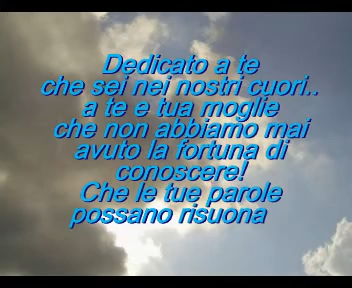 Dedicato a te
che sei nei nostri cuori..
a te e tua moglie
che non abbiamo mai
avuto la fortuna di
conoscere!
Che le tue parole
possano risuona